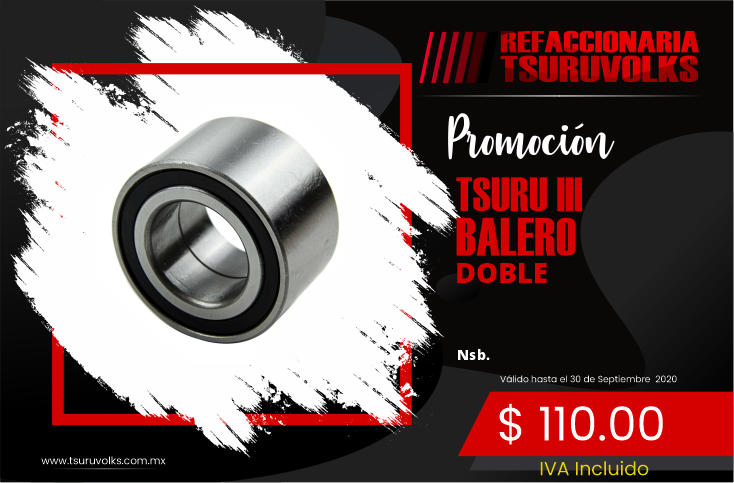 REFACCIONARIA
TSURUVOLKS
Promoción
TSURU III
BALERO
DOBLE
Nsb.
Válido hasta el 30 de Septiembre 2020
$ 110.00
IVA Incluido
www.tsuruvolks.com.mx